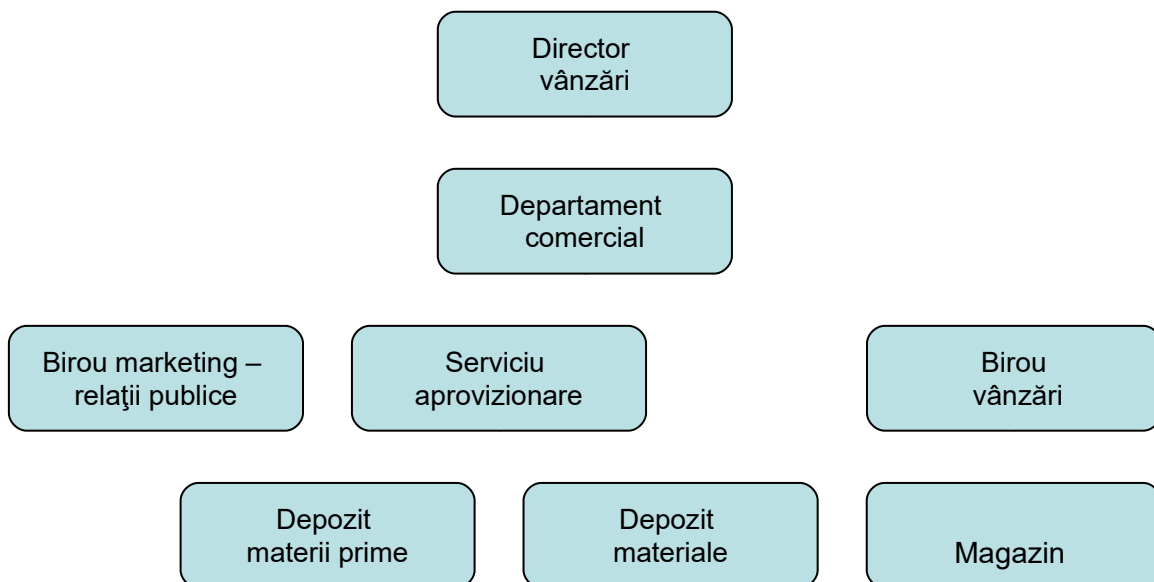 Director
vânzări
Departament
comercial
Birou marketing –
relaţii publice
Serviciu
aprovizionare
Birou
vânzări
Depozit
materii prime
Depozit
materiale
Magazin